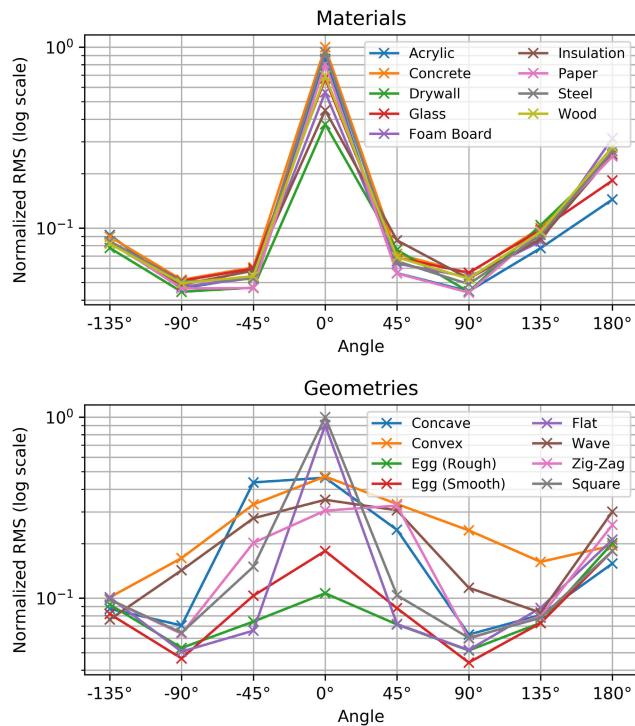 Materials
Normalized RMS (log scale)
10⁰
10⁻¹
Acrylic
Concrete
Drywall
Glass
Foam Board
Insulation
Paper
Steel
Wood
-135° -90° -45° 0° 45° 90° 135° 180°
Angle
Geometries
Normalized RMS (log scale)
10⁰
10⁻¹
Concave
Convex
Egg (Rough)
Egg (Smooth)
Flat
Wave
Zig-Zag
Square
-135° -90° -45° 0° 45° 90° 135° 180°
Angle